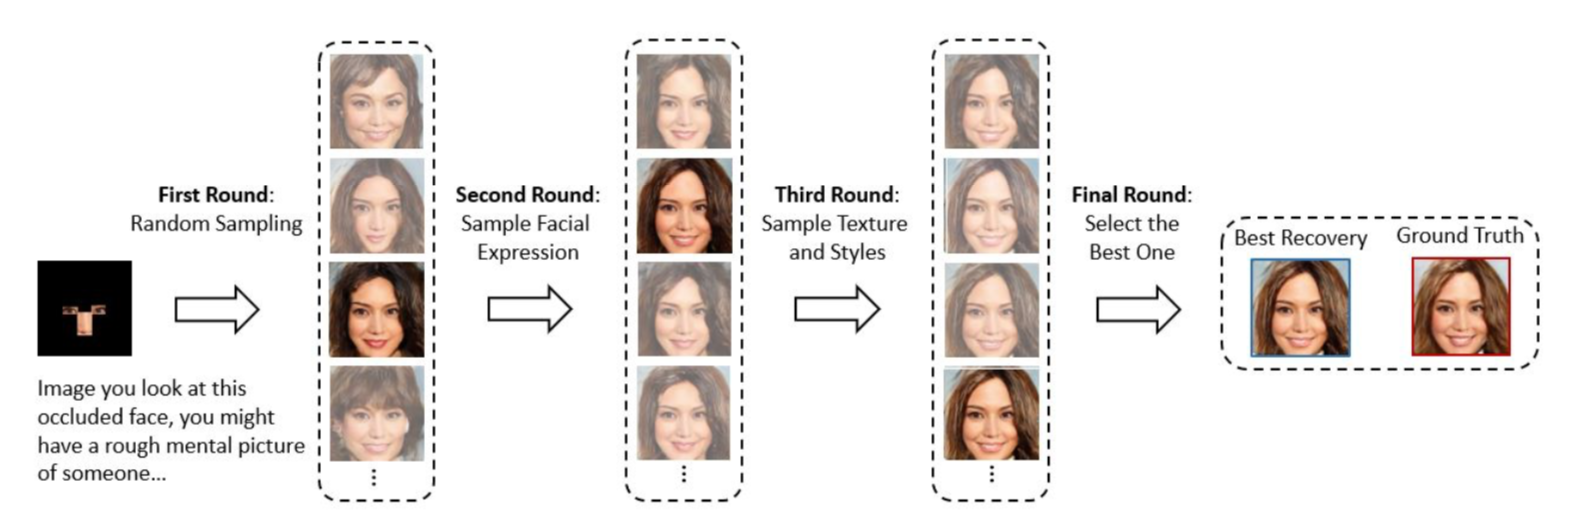 First Round:
Random Sampling
Second Round:
Sample Facial
Expression
Third Round:
Sample Texture
and Styles
Final Round:
Select the
Best One
Best Recovery
Ground Truth
Image you look at this
occluded face, you might
have a rough mental picture
of someone...